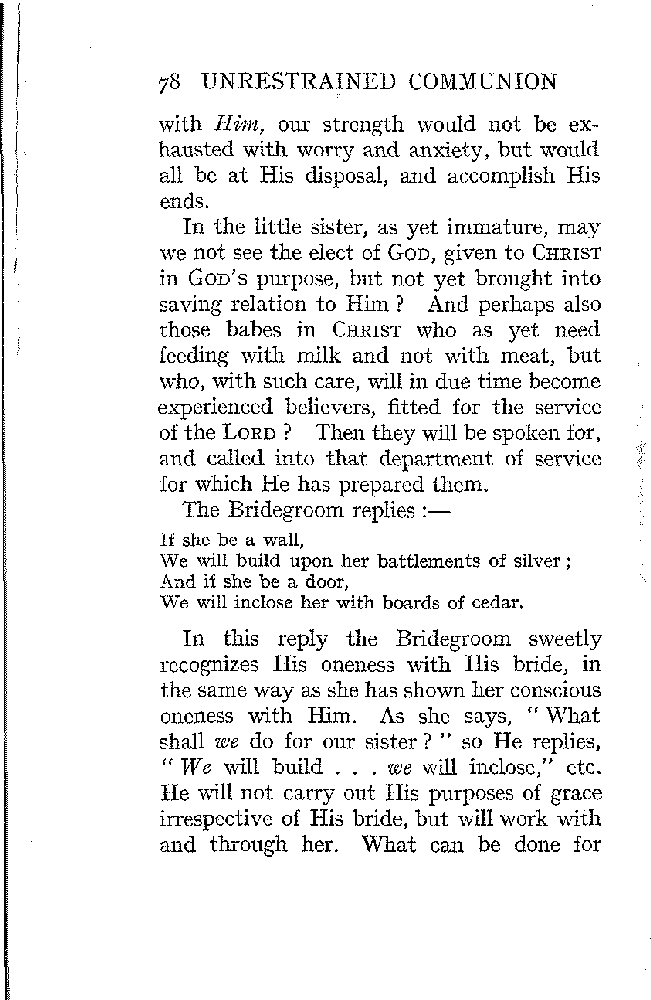 78 UNRESTRAINED COMMUNION
with Him, our strength would not be ex-
hausted with worry and anxiety, but would
all be at His disposal, and accomplish His
ends.
In the little sister, as yet immature, may
we not see the elect of GOD, given to CHRIST
in GOD'S purpose, but not yet brought into
saving relation to Him ? And perhaps also
those babes in CHRIST who as yet need
feeding with milk and not with meat, but
who, with such care, will in due time become
experienced believers, fitted for the service
of the LORD ? Then they will be spoken for,
and called into that department of service
for which He has prepared them.
The Bridegroom replies :—
If she be a wall,
We will build upon her battlements of silver ;
And if she be a door,
We will inclose her with boards of cedar.
In this reply the Bridegroom sweetly
recognizes His oneness with His bride, in
the same way as she has shown her conscious
oneness with Him. As she says, " What
shall we do for our sister ? " so He replies,
" We will build . . . we will inclose," etc.
He will not carry out His purposes of grace
irrespective of His bride, but will work with
and through her. What can be done for